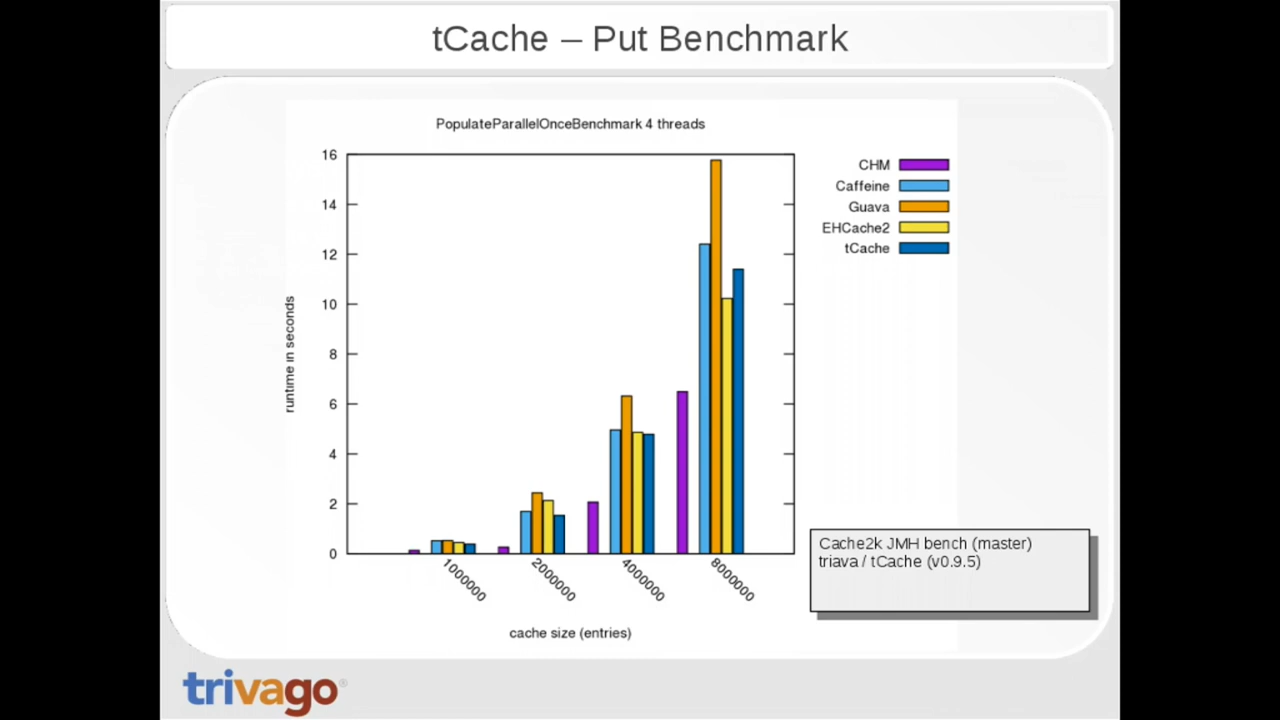 tCache – Put Benchmark
PopulateParallelOnceBenchmark 4 threads
16
14
12
10
8
6
4
2
0
runtime in seconds
1000000
2000000
4000000
8000000
cache size (entries)
CHM
Caffeine
Guava
EHCache2
tCache
Cache2k JMH bench (master)
triava / tCache (v0.9.5)
trivago®